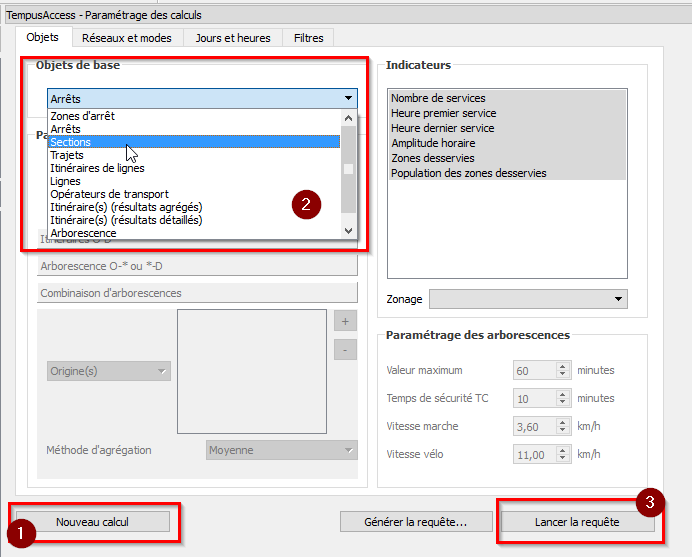 TempusAccess - Paramétrage des calculs
Objets
Réseaux et modes
Jours et heures
Filtres
Objets de base
Arrêts
Zones d'arrêt
Arrêts
Sections
Trajets
Itinéraires de lignes
Lignes
Opérateurs de transport
Itinéraire(s) (résultats agrégés)
Itinéraire(s) (résultats détaillés)
Arborescence
2
Pa
Itinéraires O-D
Arborescence O-* ou *-D
Combinaison d'arborescences
Origine(s)
+
-
Méthode d'agrégation
Moyenne
Indicateurs
Nombre de services
Heure premier service
Heure dernier service
Amplitude horaire
Zones desservies
Population des zones desservies
Zonage
Paramétrage des arborescences
Valeur maximum 60 minutes
Temps de sécurité TC 10 minutes
Vitesse marche 3,60 km/h
Vitesse vélo 11,00 km/h
1
Nouveau calcul
Générer la requête...
3
Lancer la requête